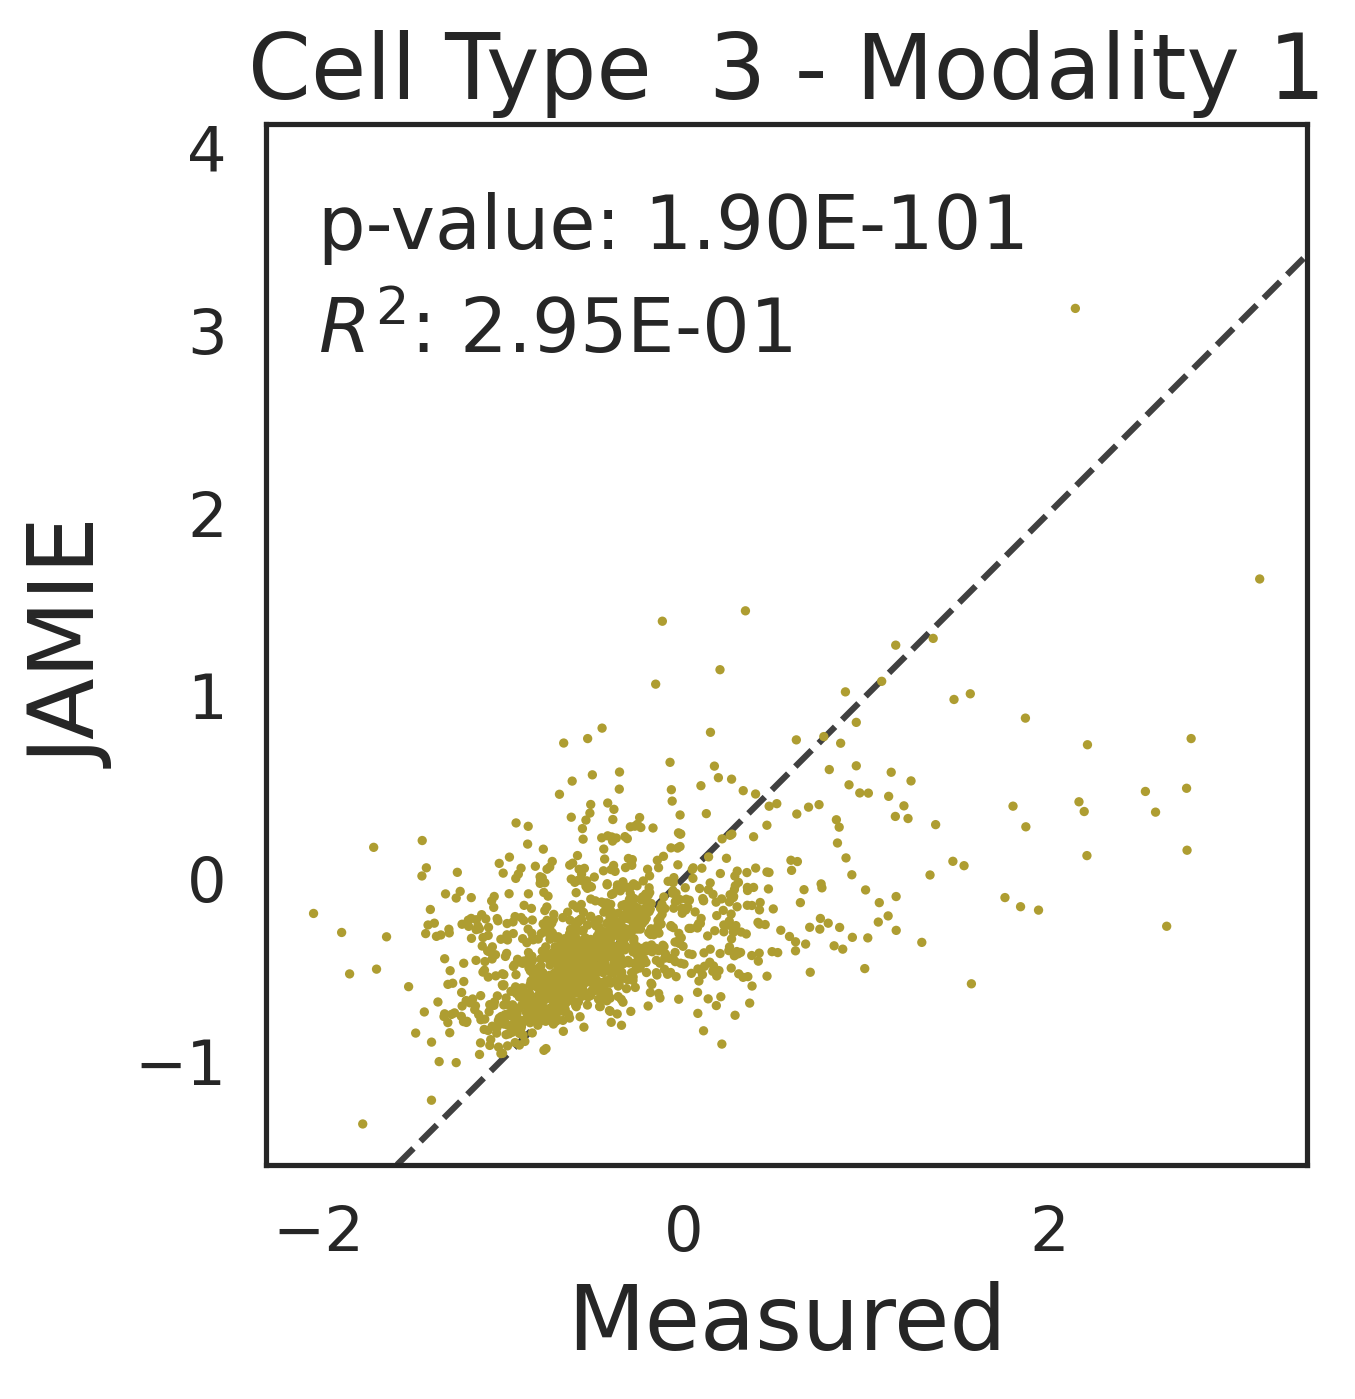 Cell Type  3 - Modality 1
4
p-value: 1.90E-101
R²: 2.95E-01
3
2
JAMIE
1
0
−1
−2 0 2
Measured